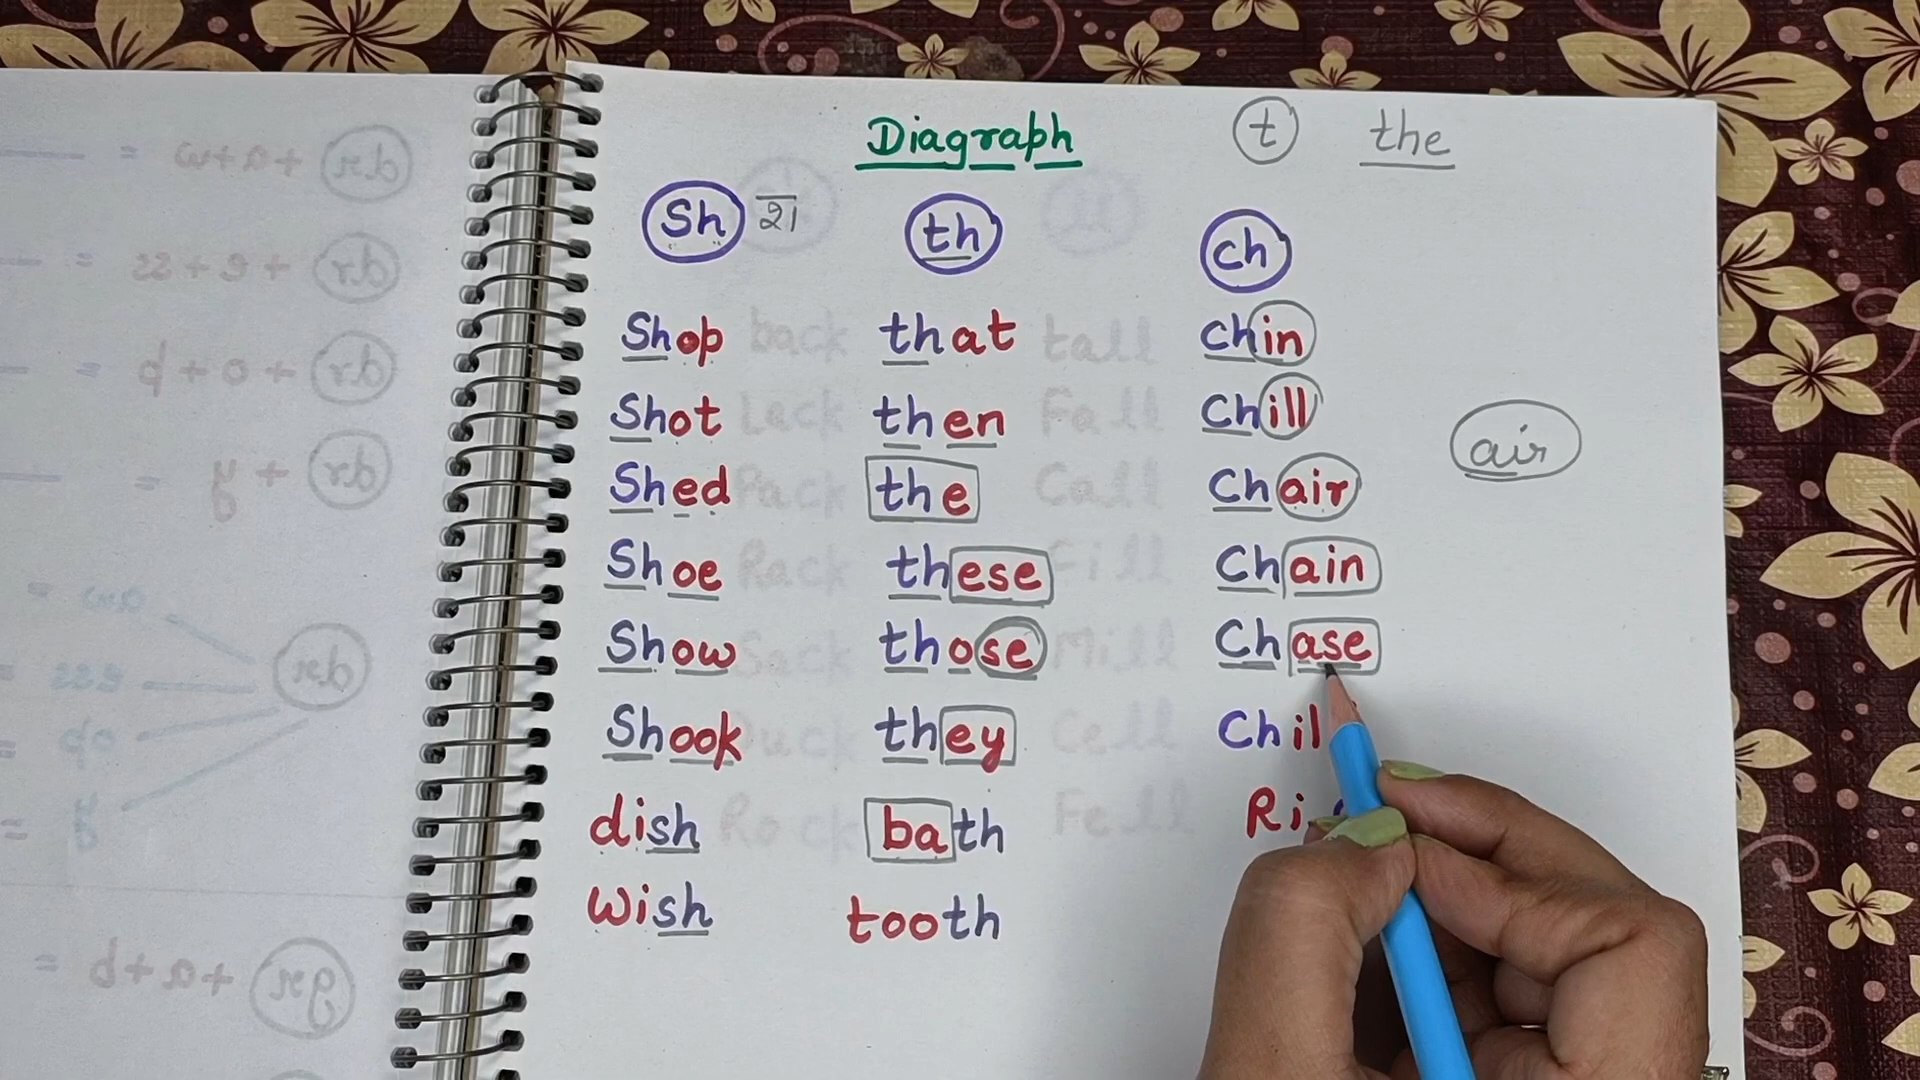 Diagraph t the
Sh श th ch
Shop that chin
Shot then Chill
air
Shed the Chair
Shoe these Chain
Show those Chase
Shook they Chil
dish bath Ri
wish tooth